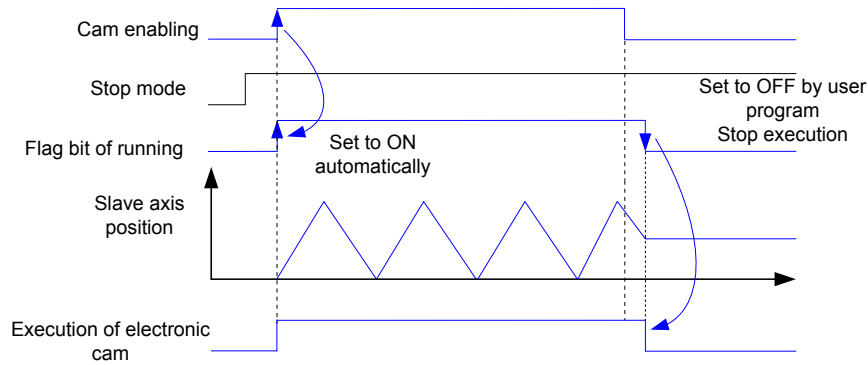 Cam enabling
Stop mode
Set to OFF by user
program
Stop execution
Flag bit of running
Set to ON
automatically
Slave axis
position
Execution of electronic
cam